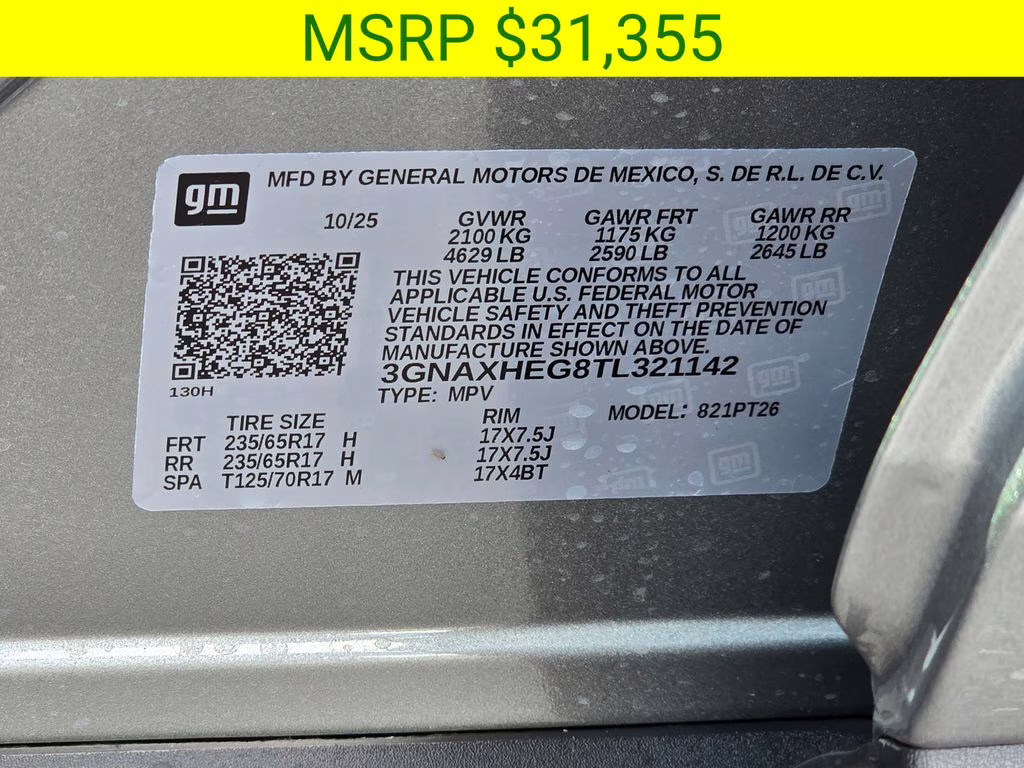 MSRP $31,355
gm MFD BY GENERAL MOTORS DE MEXICO, S. DE R.L. DE C.V.
10/25 GVWR GAWR FRT GAWR RR
2100 KG 1175 KG 1200 KG
4629 LB 2590 LB 2645 LB
THIS VEHICLE CONFORMS TO ALL
APPLICABLE U.S. FEDERAL MOTOR
VEHICLE SAFETY AND THEFT PREVENTION
STANDARDS IN EFFECT ON THE DATE OF
MANUFACTURE SHOWN ABOVE.
3GNAXHEG8TL321142
130H
TYPE: MPV MODEL: 821PT26
TIRE SIZE RIM
FRT 235/65R17 H 17X7.5J
RR 235/65R17 H 17X7.5J
SPA T125/70R17 M 17X4BT